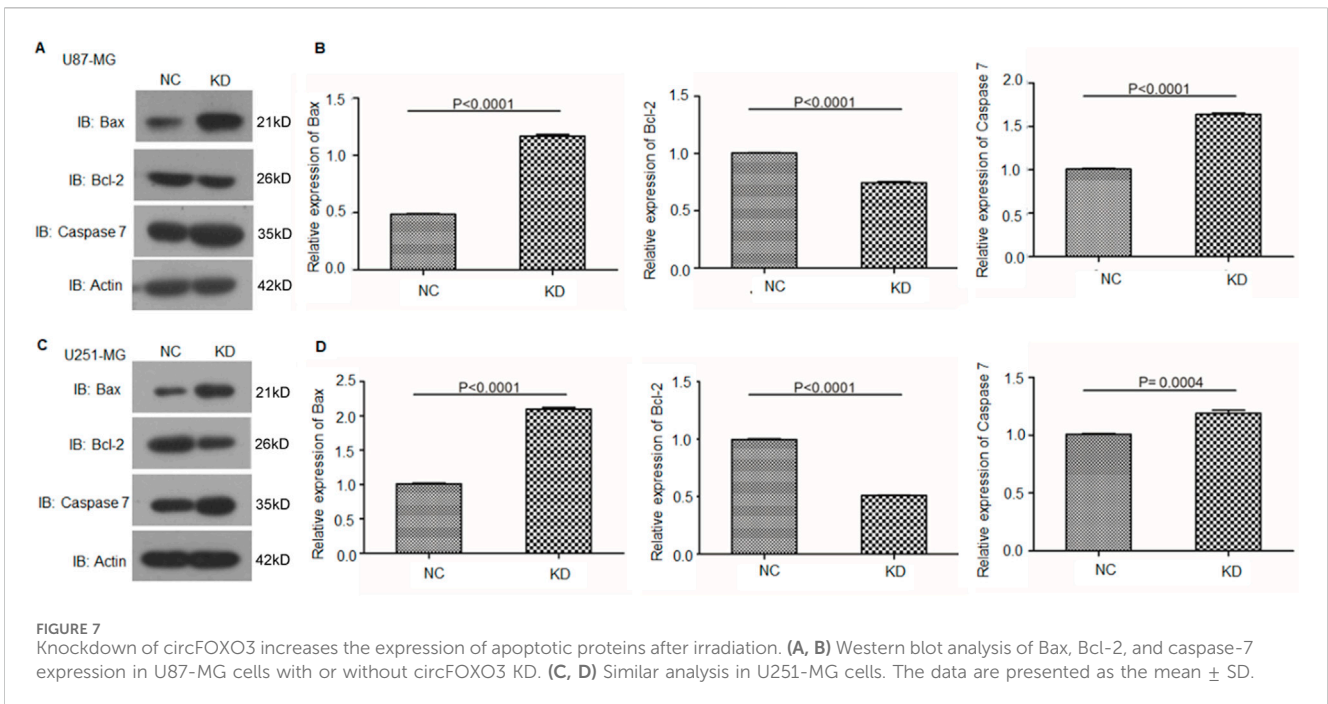 A
U87-MG
NC KD
IB: Bax 21kD
IB: Bcl-2 26kD
IB: Caspase 7 35kD
IB: Actin 42kD
B
Relative expression of Bax
1.5
1.0
0.5
0.0
P<0.0001
NC KD
Relative expression of Bcl-2
1.5
1.0
0.5
0.0
P<0.0001
NC KD
Relative expression of Caspase 7
2.0
1.5
1.0
0.5
0.0
P<0.0001
NC KD
C
U251-MG
NC KD
IB: Bax 21kD
IB: Bcl-2 26kD
IB: Caspase 7 35kD
IB: Actin 42kD
D
Relative expression of Bax
2.5
2.0
1.5
1.0
0.5
0.0
P<0.0001
NC KD
Relative expression of Bcl-2
1.5
1.0
0.5
0.0
P<0.0001
NC KD
Relative expression of Caspase 7
1.5
1.0
0.5
0.0
P= 0.0004
NC KD
FIGURE 7
Knockdown of circFOXO3 increases the expression of apoptotic proteins after irradiation. (A, B) Western blot analysis of Bax, Bcl-2, and caspase-7
expression in U87-MG cells with or without circFOXO3 KD. (C, D) Similar analysis in U251-MG cells. The data are presented as the mean ± SD.